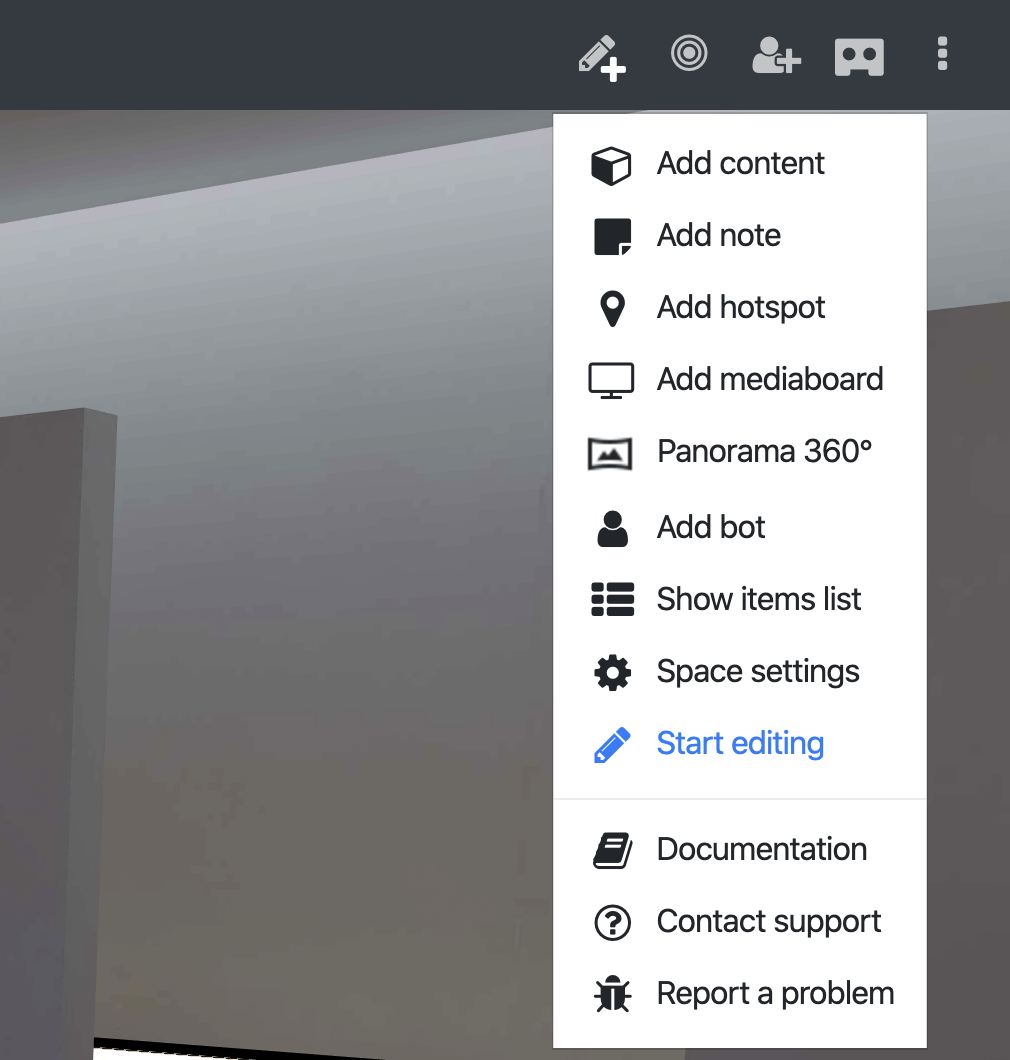 Add content
Add note
Add hotspot
Add mediaboard
Panorama 360°
Add bot
Show items list
Space settings
Start editing
Documentation
Contact support
Report a problem